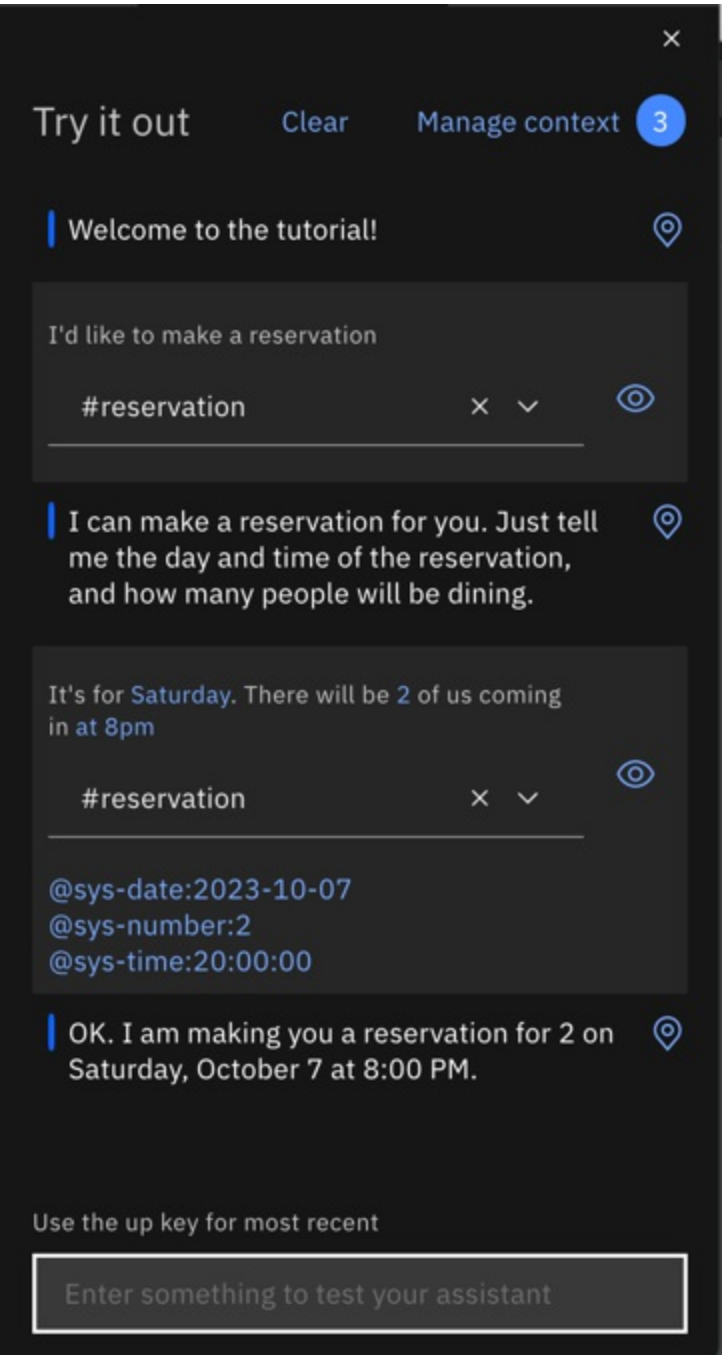 Try it out Clear Manage context 3
Welcome to the tutorial!
I'd like to make a reservation
#reservation
I can make a reservation for you. Just tell
me the day and time of the reservation,
and how many people will be dining.
It's for Saturday. There will be 2 of us coming
in at 8pm
#reservation
@sys-date:2023-10-07
@sys-number:2
@sys-time:20:00:00
OK. I am making you a reservation for 2 on
Saturday, October 7 at 8:00 PM.
Use the up key for most recent
Enter something to test your assistant